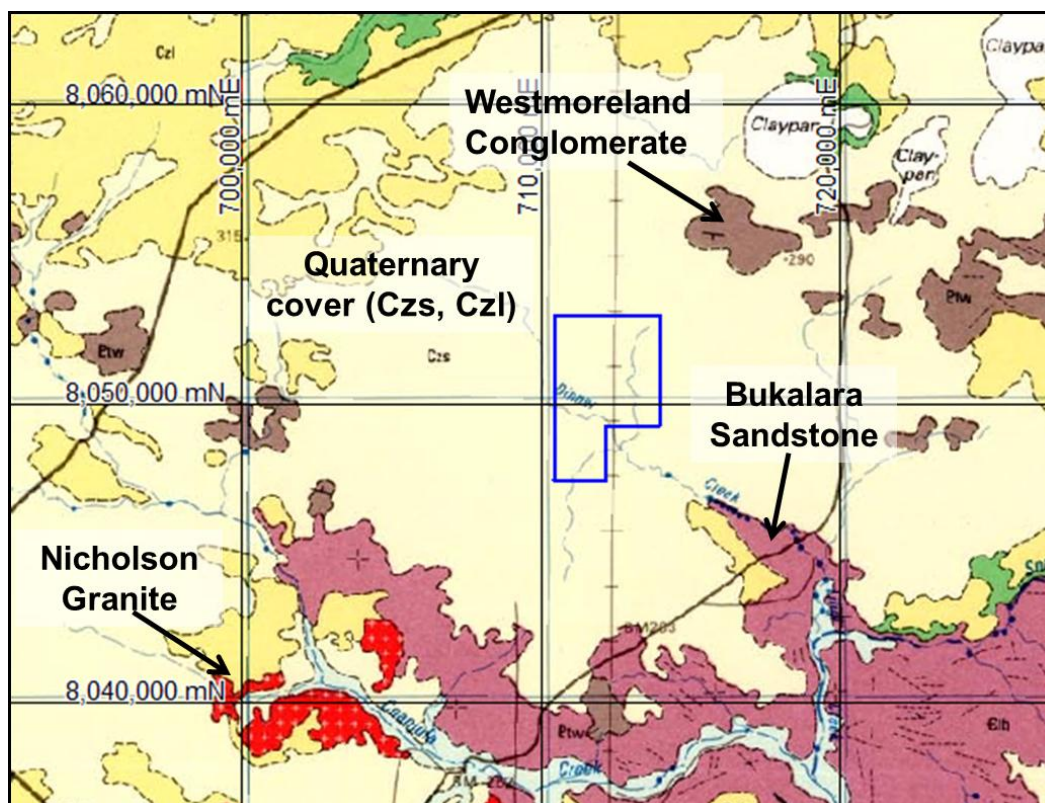 Czl
8,060,000 mN
700,000 mE
710,000 mE
720,000 mE
Westmoreland
Conglomerate
Claypan
Claypan
Clay-
pan
315
Quaternary
cover (Czs, Czl)
290
Ptw
Ptw
Czs
8,050,000 mN
Bukalara
Sandstone
Creek
Nicholson
Granite
8,040,000 mN
Creek
Ptw
Elb